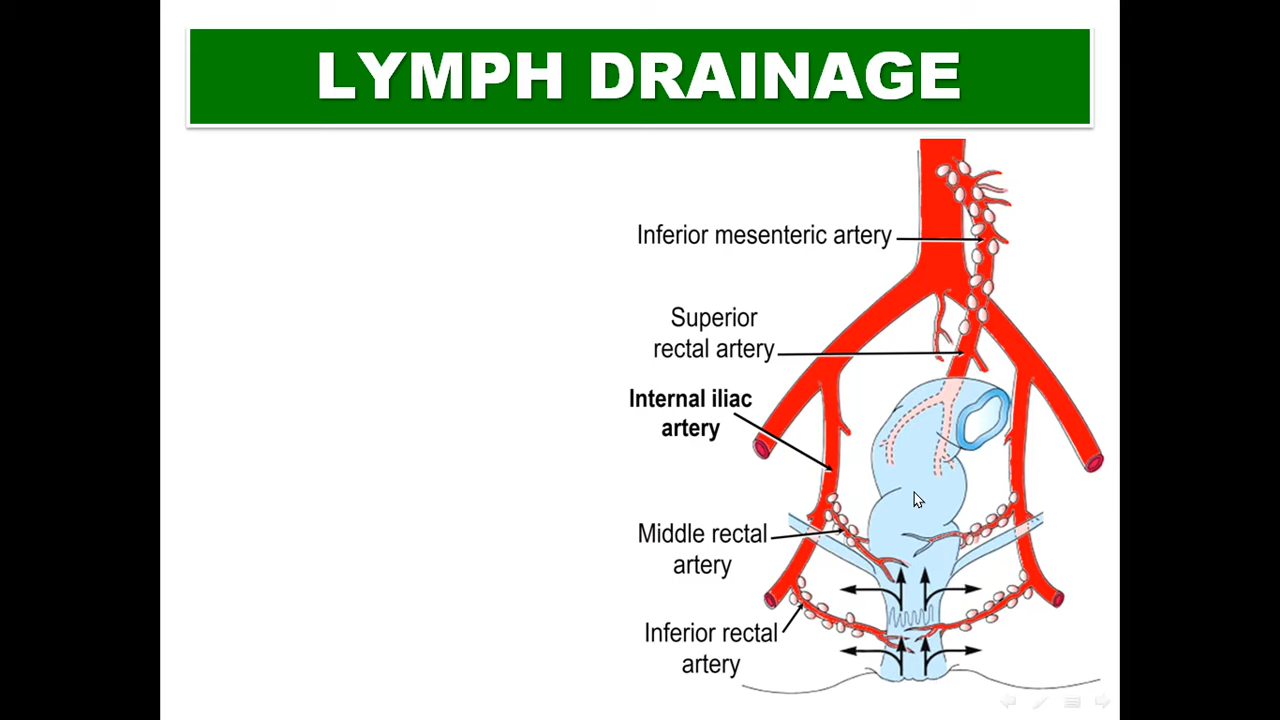 LYMPH DRAINAGE
Inferior mesenteric artery
Superior
rectal artery
Internal iliac
artery
Middle rectal
artery
Inferior rectal
artery